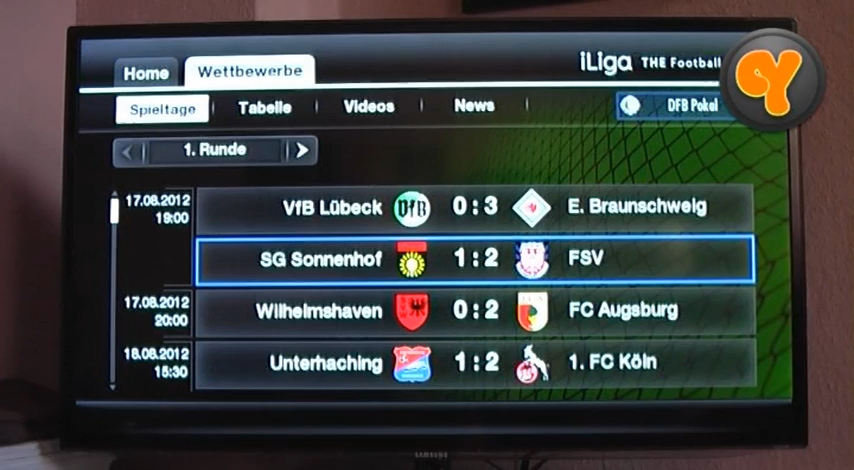 iLiga THE Football
Home Wettbewerbe
Spieltage Tabelle Videos News DFB Pokal
1. Runde
17.08.2012
19:00
VfB Lübeck 0:3 E. Braunschweig
SG Sonnenhof 1:2 FSV
17.08.2012
20:00
Wilhelmshaven 0:2 FC Augsburg
18.08.2012
15:30
Unterhaching 1:2 1. FC Köln
SAMSUNG